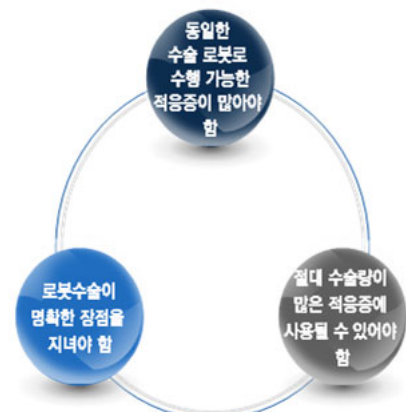 동일한
수술 로봇로
수행 가능한
적응증이 많아야
함
로봇수술이
명확한 장점을
지녀야 함
절대 수술량이
많은 적응증에
사용될 수 있어야
함